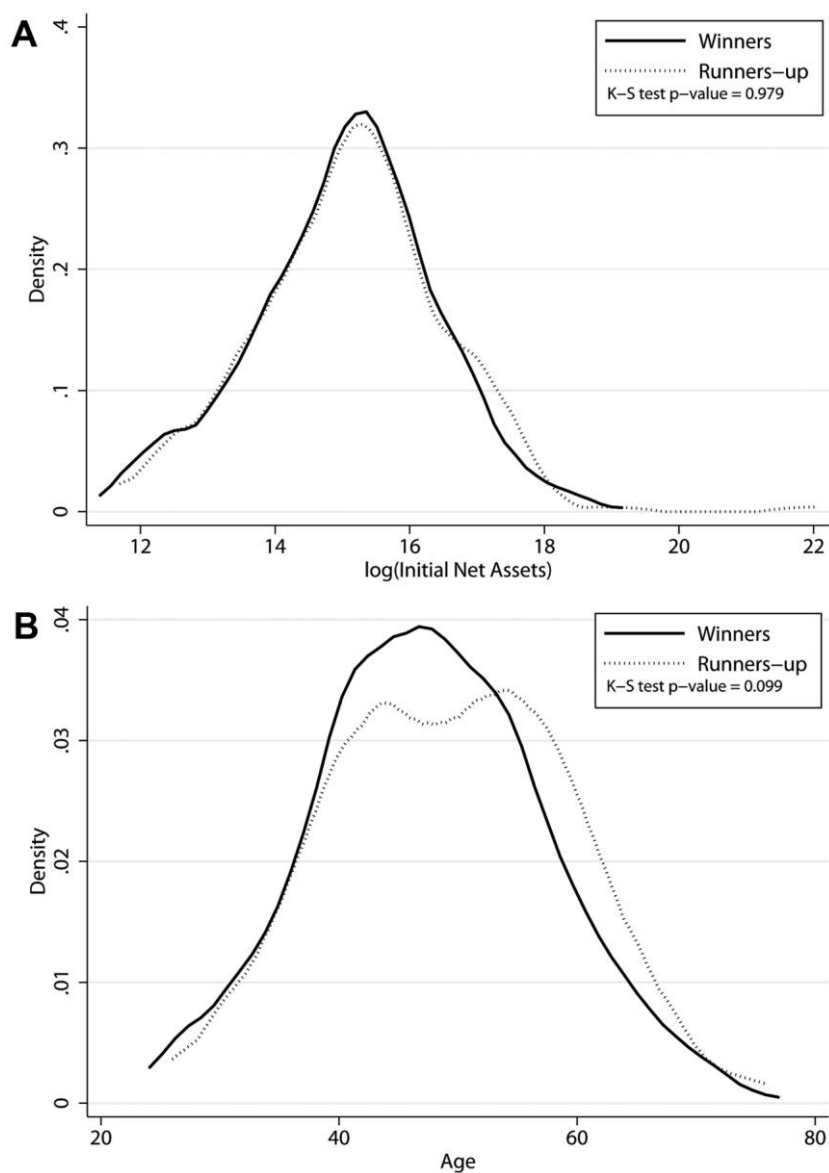 A
.4
.3
.2
.1
0
Density
Winners
Runners-up
K-S test p-value = 0.979
12 14 16 18 20 22
log(Initial Net Assets)
B
.04
.03
.02
.01
0
Density
Winners
Runners-up
K-S test p-value = 0.099
20 40 60 80
Age